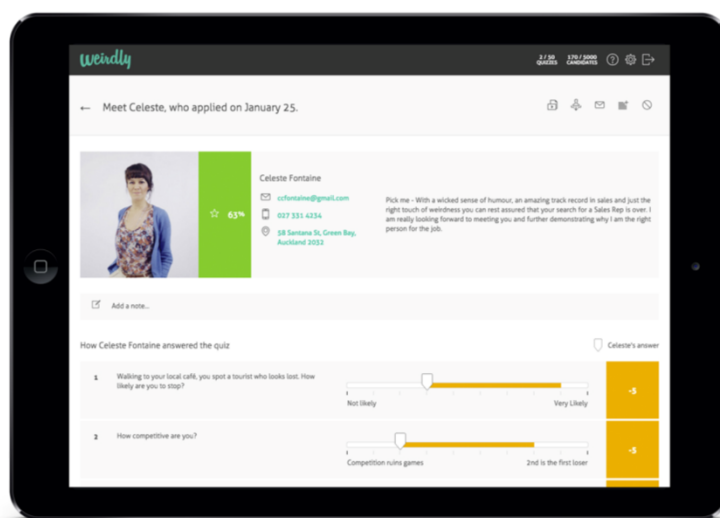 weirdly
2 / 50
QUIZZES
170 / 5000
CANDIDATES
← Meet Celeste, who applied on January 25.
63%
Celeste Fontaine
ccfontaine@gmail.com
027 331 4234
58 Santana St, Green Bay,
Auckland 2032
Pick me - With a wicked sense of humour, an amazing track record in sales and just the
right touch of weirdness you can rest assured that your search for a Sales Rep is over. I
am really looking forward to meeting you and further demonstrating why I am the right
person for the job.
Add a note...
How Celeste Fontaine answered the quiz
Celeste's answer
1 Walking to your local café, you spot a tourist who looks lost. How
likely are you to stop?
Not likely
Very Likely
-5
2 How competitive are you?
Competition ruins games
2nd is the first loser
-5